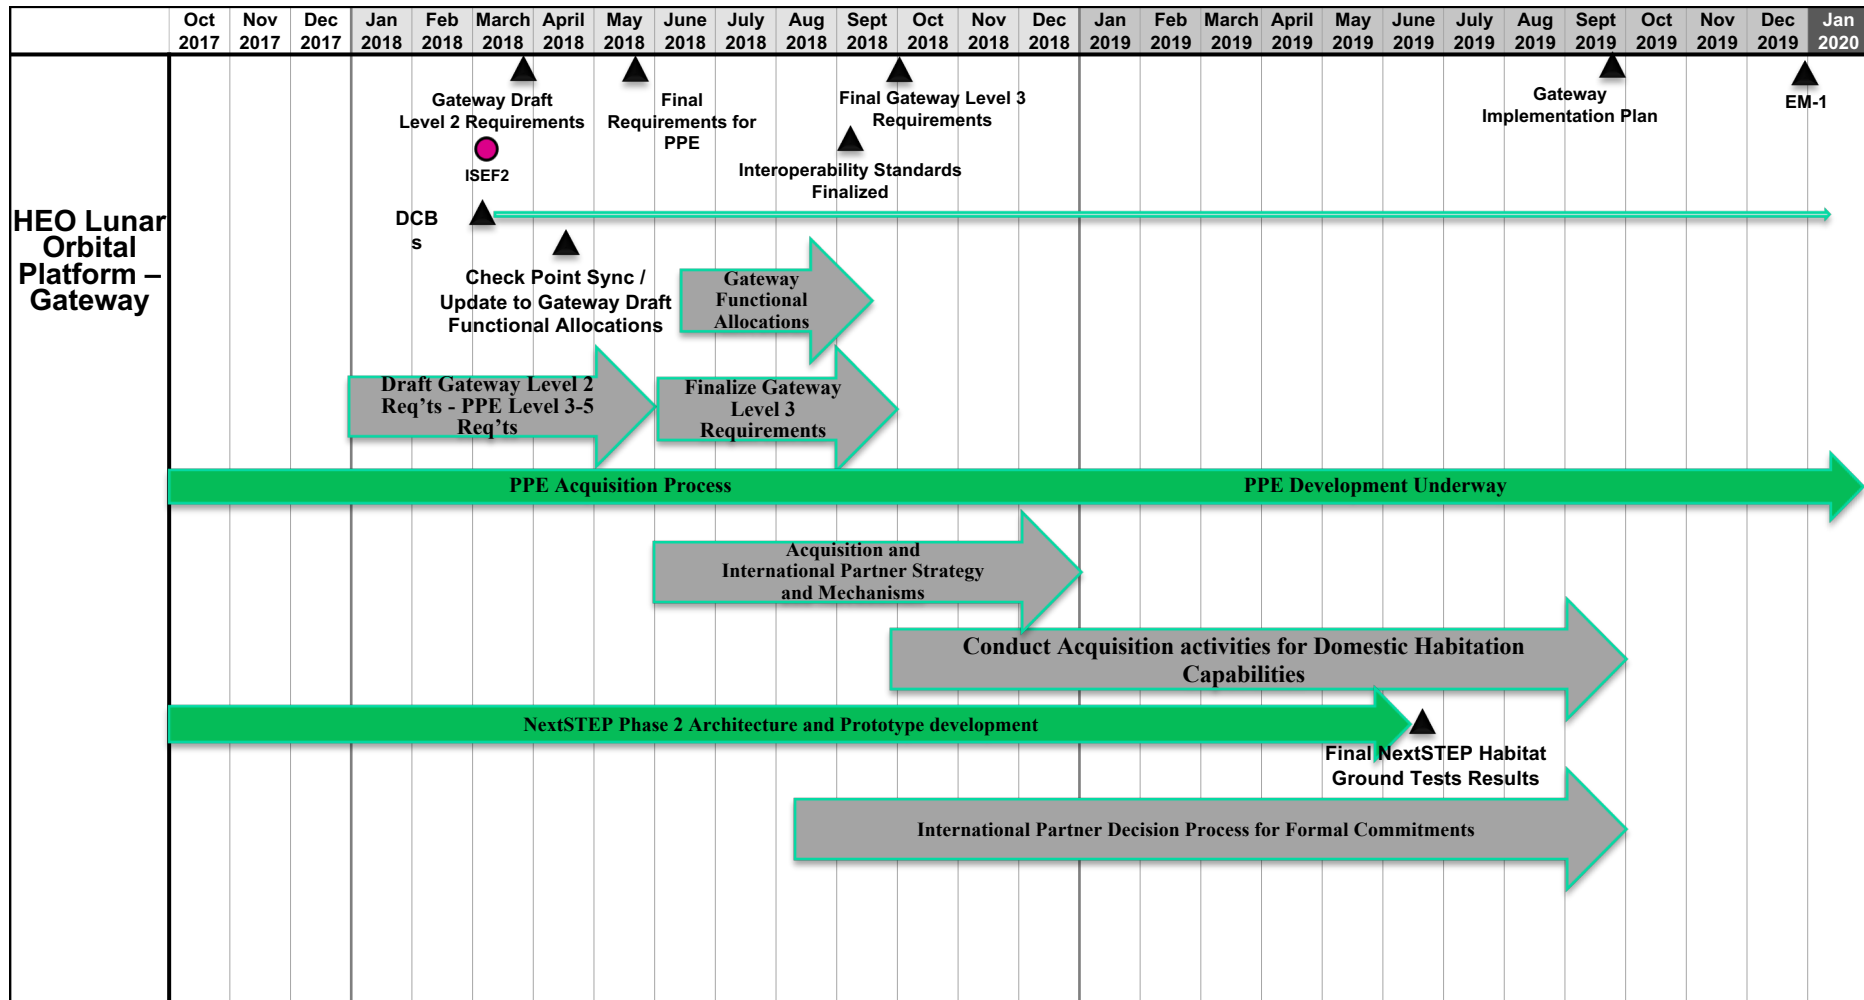 Oct Nov Dec Jan Feb March April May June July Aug Sept Oct Nov Dec Jan Feb March April May June July Aug Sept Oct Nov Dec Jan
2017 2017 2017 2018 2018 2018 2018 2018 2018 2018 2018 2018 2018 2018 2018 2019 2019 2019 2019 2019 2019 2019 2019 2019 2019 2019 2019 2020
HEO Lunar
Orbital
Platform –
Gateway
Gateway Draft
Level 2 Requirements
Final
Requirements for
PPE
Final Gateway Level 3
Requirements
Gateway
Implementation Plan
EM-1
ISEF2
Interoperability Standards
Finalized
DCB
s
Check Point Sync /
Update to Gateway Draft
Functional Allocations
Gateway
Functional
Allocations
Draft Gateway Level 2
Req’ts - PPE Level 3-5
Req’ts
Finalize Gateway
Level 3
Requirements
PPE Acquisition Process
PPE Development Underway
Acquisition and
International Partner Strategy
and Mechanisms
Conduct Acquisition activities for Domestic Habitation
Capabilities
NextSTEP Phase 2 Architecture and Prototype development
Final NextSTEP Habitat
Ground Tests Results
International Partner Decision Process for Formal Commitments